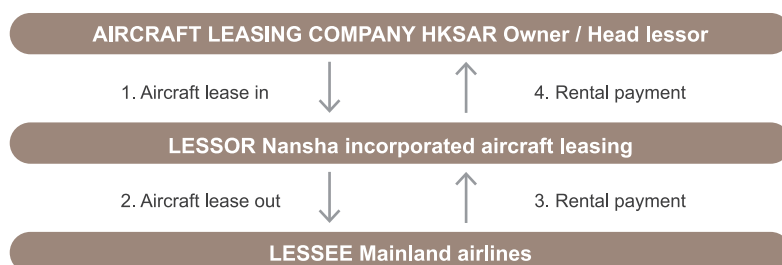 AIRCRAFT LEASING COMPANY HKSAR Owner / Head lessor
1. Aircraft lease in
4. Rental payment
LESSOR Nansha incorporated aircraft leasing
2. Aircraft lease out
3. Rental payment
LESSEE Mainland airlines